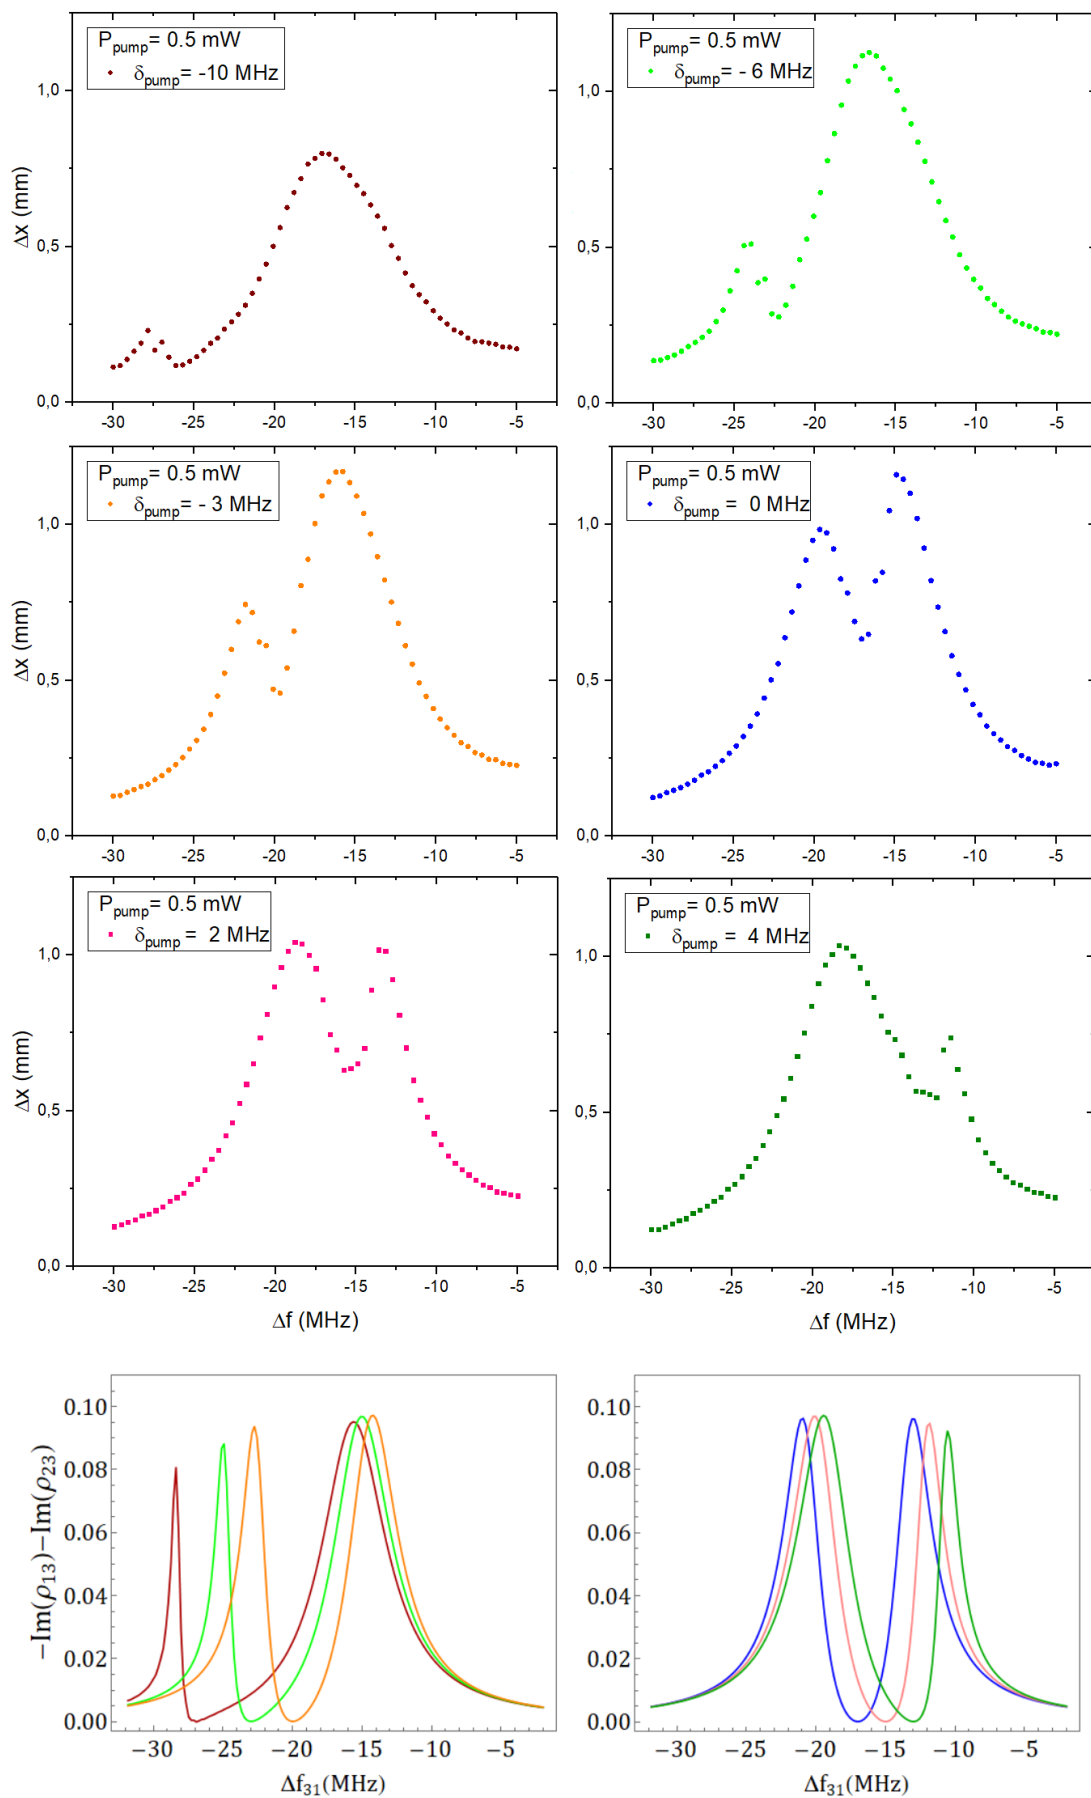 P_pump= 0.5 mW
δ_pump= -10 MHz
Δx (mm)
1,0
0,5
0,0
-30 -25 -20 -15 -10 -5
P_pump= 0.5 mW
δ_pump= - 6 MHz
1,0
0,5
0,0
-30 -25 -20 -15 -10 -5
P_pump= 0.5 mW
δ_pump= - 3 MHz
Δx (mm)
1,0
0,5
0,0
-30 -25 -20 -15 -10 -5
P_pump= 0.5 mW
δ_pump= 0 MHz
1,0
0,5
0,0
-30 -25 -20 -15 -10 -5
P_pump= 0.5 mW
δ_pump= 2 MHz
Δx (mm)
1,0
0,5
0,0
-30 -25 -20 -15 -10 -5
Δf (MHz)
P_pump= 0.5 mW
δ_pump= 4 MHz
1,0
0,5
0,0
-30 -25 -20 -15 -10 -5
Δf (MHz)
−Im(ρ₁₃)−Im(ρ₂₃)
0.10
0.08
0.06
0.04
0.02
0.00
−30 −25 −20 −15 −10 −5
Δf₃₁(MHz)
0.10
0.08
0.06
0.04
0.02
0.00
−30 −25 −20 −15 −10 −5
Δf₃₁(MHz)